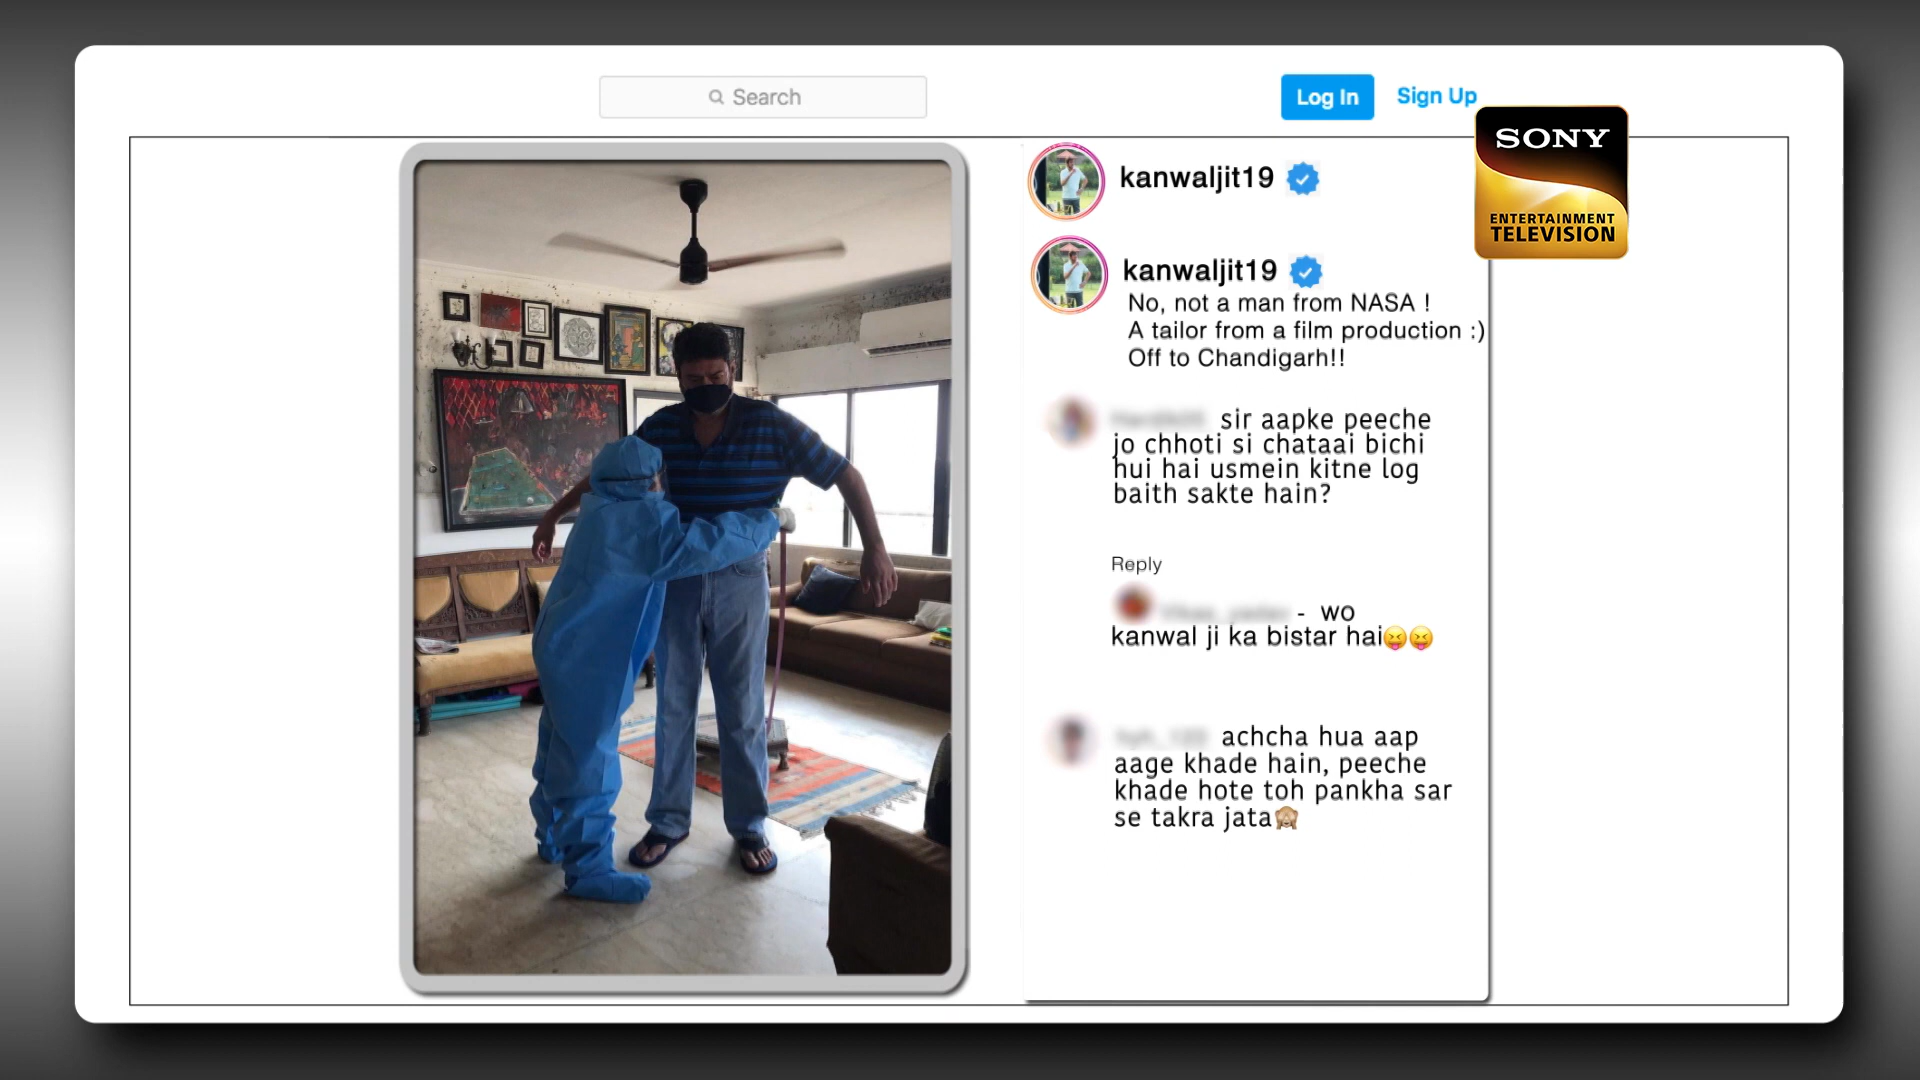 Search
Log In
Sign Up
SONY
ENTERTAINMENT
TELEVISION
kanwaljit19
kanwaljit19
No, not a man from NASA !
A tailor from a film production :)
Off to Chandigarh!!
sir aapke peeche
jo chhoti si chataai bichi
hui hai usmein kitne log
baith sakte hain?
Reply
- wo
kanwal ji ka bistar hai😝😝
achcha hua aap
aage khade hain, peeche
khade hote toh pankha sar
se takra jata🙈